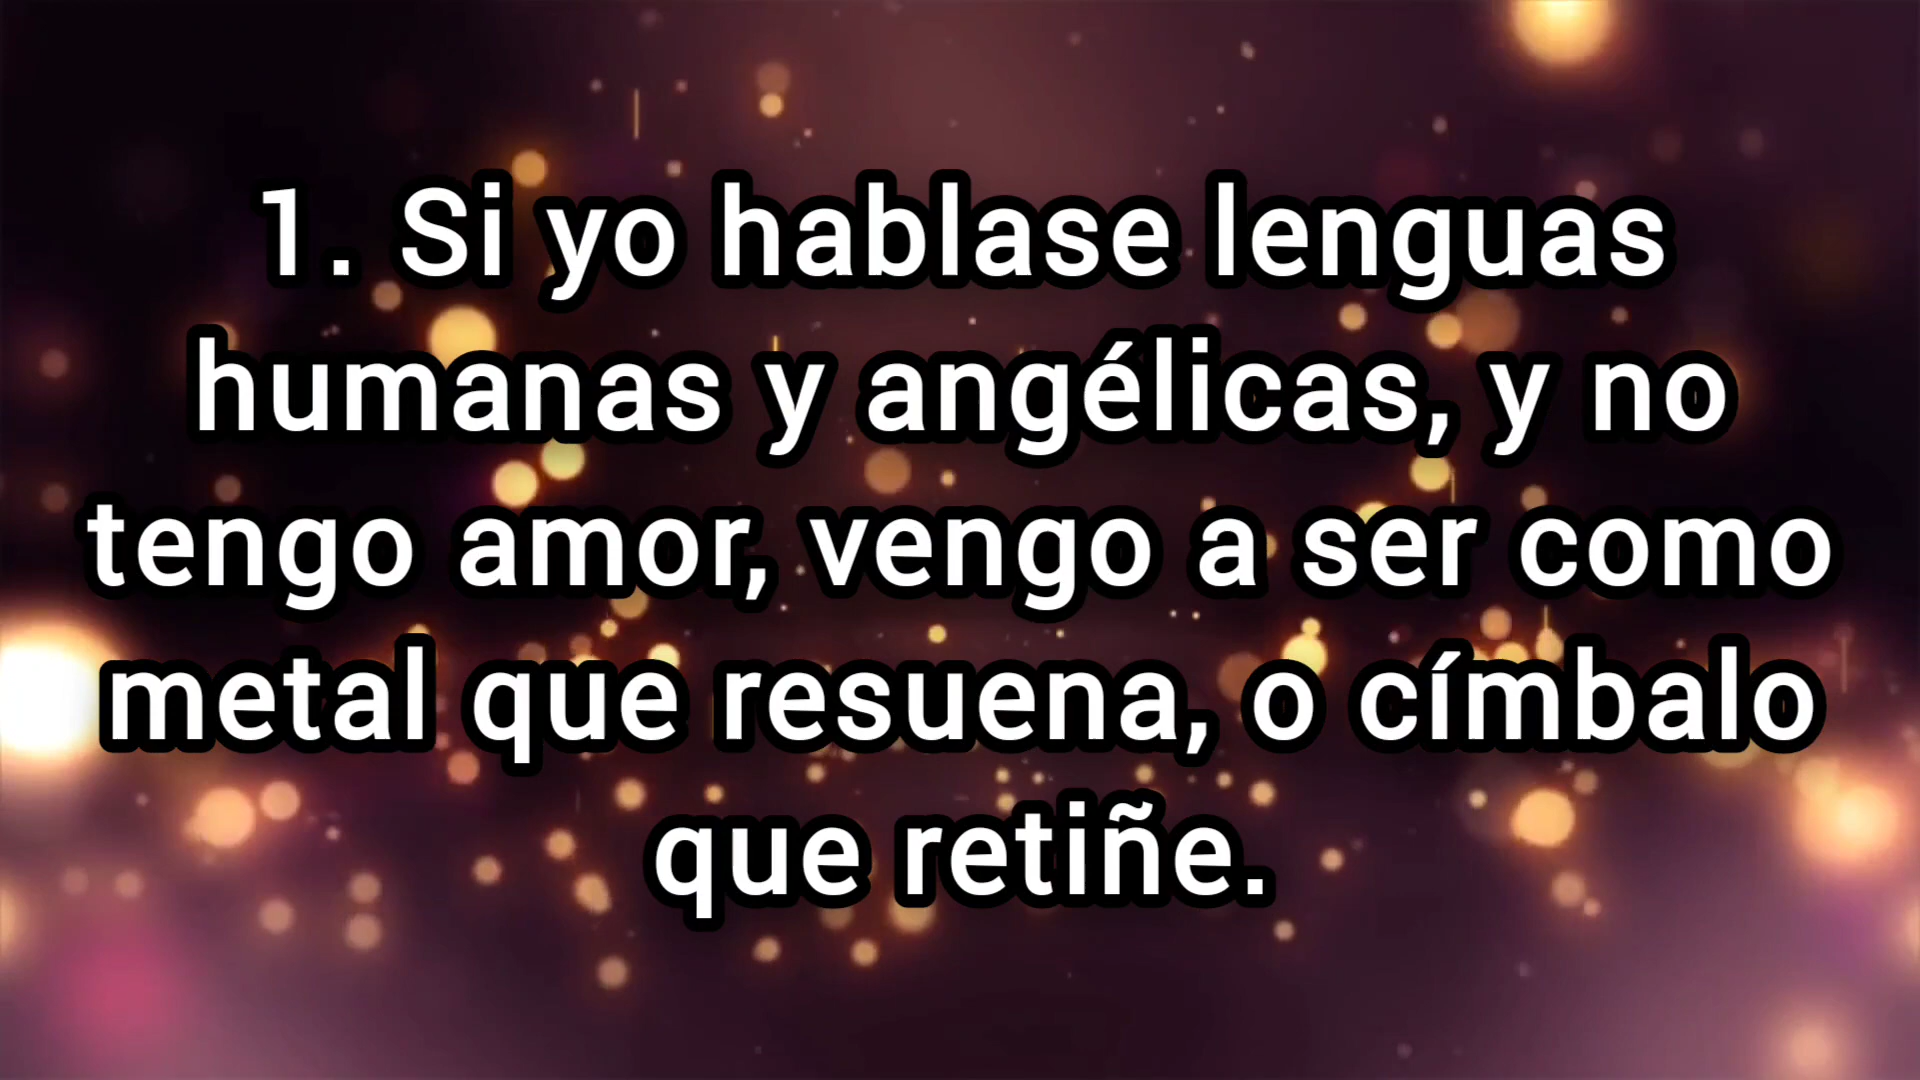 1. Si yo hablase lenguas
humanas y angélicas, y no
tengo amor, vengo a ser como
metal que resuena, o címbalo
que retiñe.